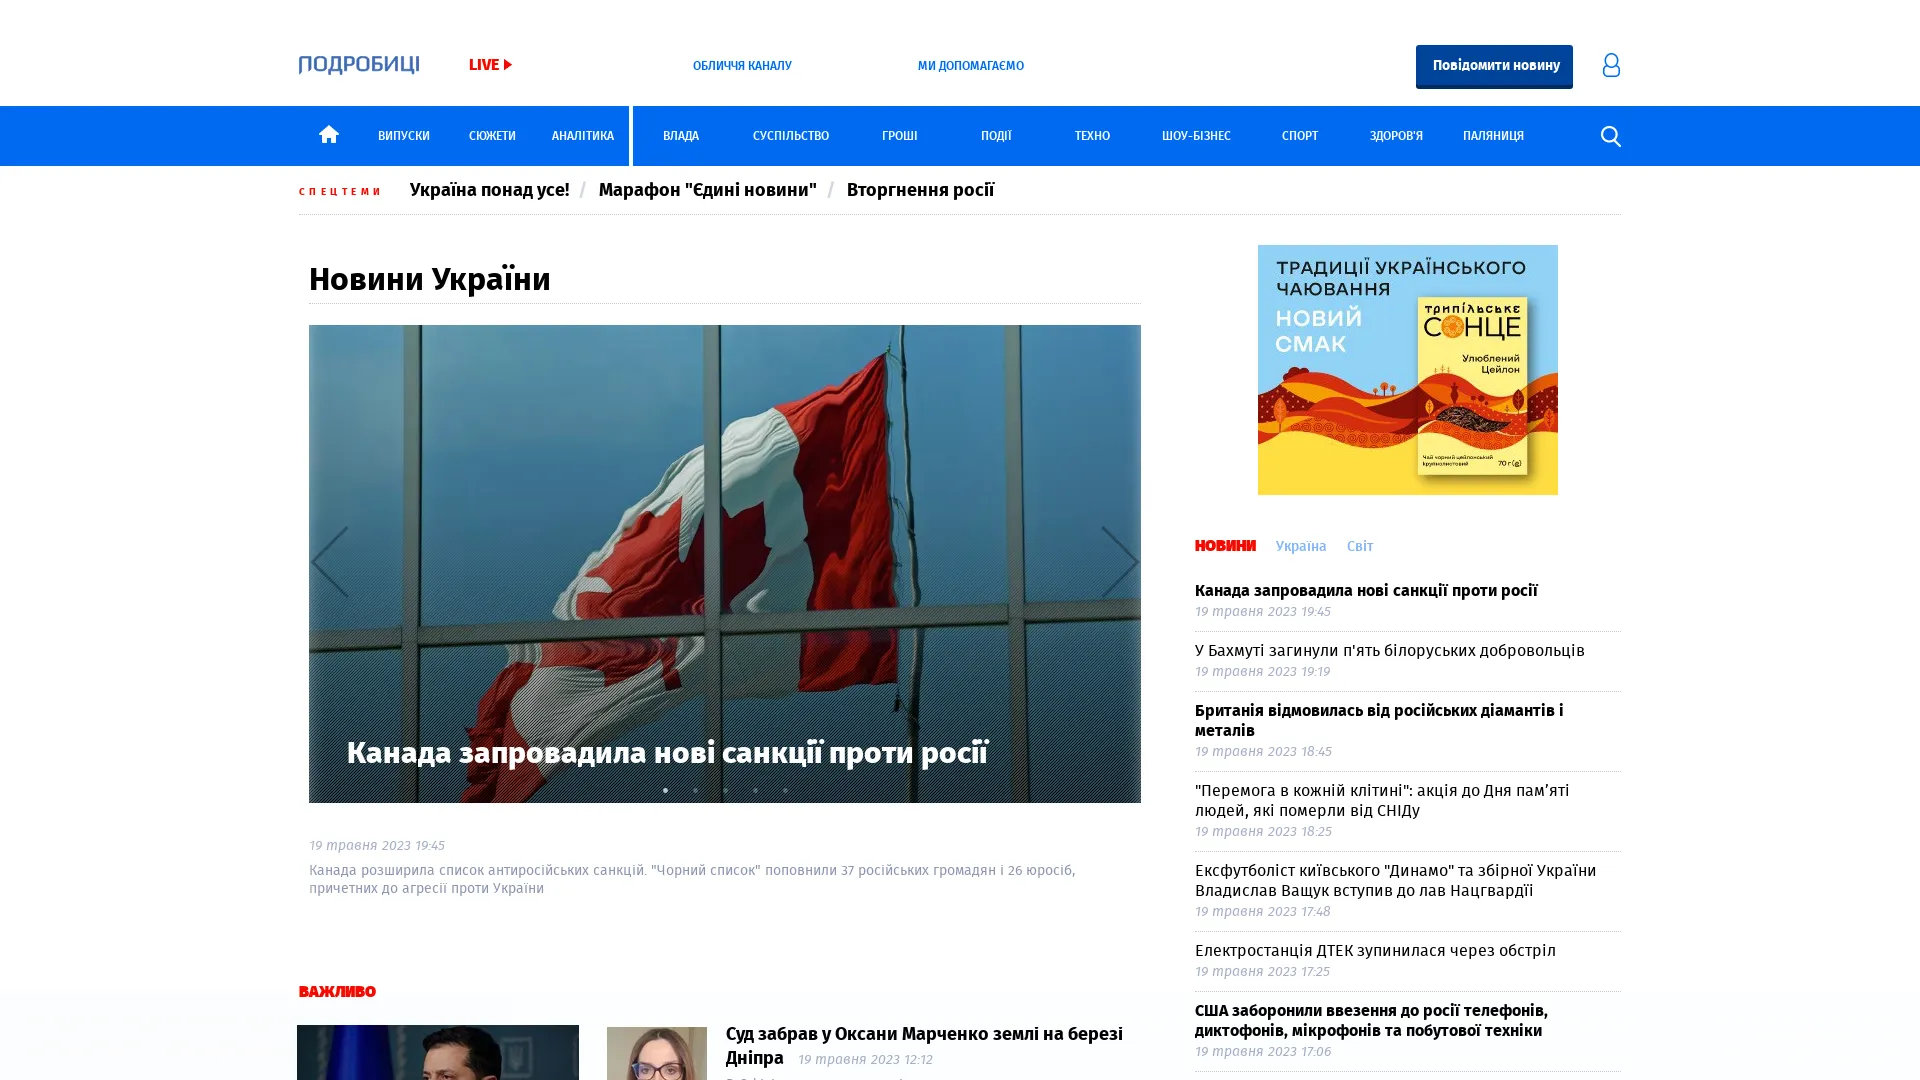 ПОДРОБИЦІ
LIVE
ОБЛИЧЧЯ КАНАЛУ
МИ ДОПОМАГАЄМО
Повідомити новину
ВИПУСКИ
СЮЖЕТИ
АНАЛІТИКА
ВЛАДА
СУСПІЛЬСТВО
ГРОШІ
ПОДІЇ
ТЕХНО
ШОУ-БІЗНЕС
СПОРТ
ЗДОРОВ'Я
ПАЛЯНИЦЯ
СПЕЦТЕМИ
Україна понад усе! /
Марафон "Єдині новини" /
Вторгнення росії
Новини України
Канада запровадила нові санкції проти росії
19 травня 2023 19:45
Канада розширила список антиросійських санкцій. "Чорний список" поповнили 37 російських громадян і 26 юросіб,
причетних до агресії проти України
ВАЖЛИВО
Суд забрав у Оксани Марченко землі на березі
Дніпра 19 травня 2023 12:12
ТРАДИЦІЇ УКРАЇНСЬКОГО
ЧАЮВАННЯ
НОВИЙ
СМАК
трипільське
СОНЦЕ
Улюблений
Цейлон
Чай чорний цейлонський
крупнолистовий
70 г (g)
НОВИНИ
Україна
Світ
Канада запровадила нові санкції проти росії
19 травня 2023 19:45
У Бахмуті загинули п'ять білоруських добровольців
19 травня 2023 19:19
Британія відмовилась від російських діамантів і
металів
19 травня 2023 18:45
"Перемога в кожній клітині": акція до Дня пам’яті
людей, які померли від СНІДу
19 травня 2023 18:25
Ексфутболіст київського "Динамо" та збірної України
Владислав Ващук вступив до лав Нацгвардїї
19 травня 2023 17:48
Електростанція ДТЕК зупинилася через обстріл
19 травня 2023 17:25
США заборонили ввезення до росії телефонів,
диктофонів, мікрофонів та побутової техніки
19 травня 2023 17:06